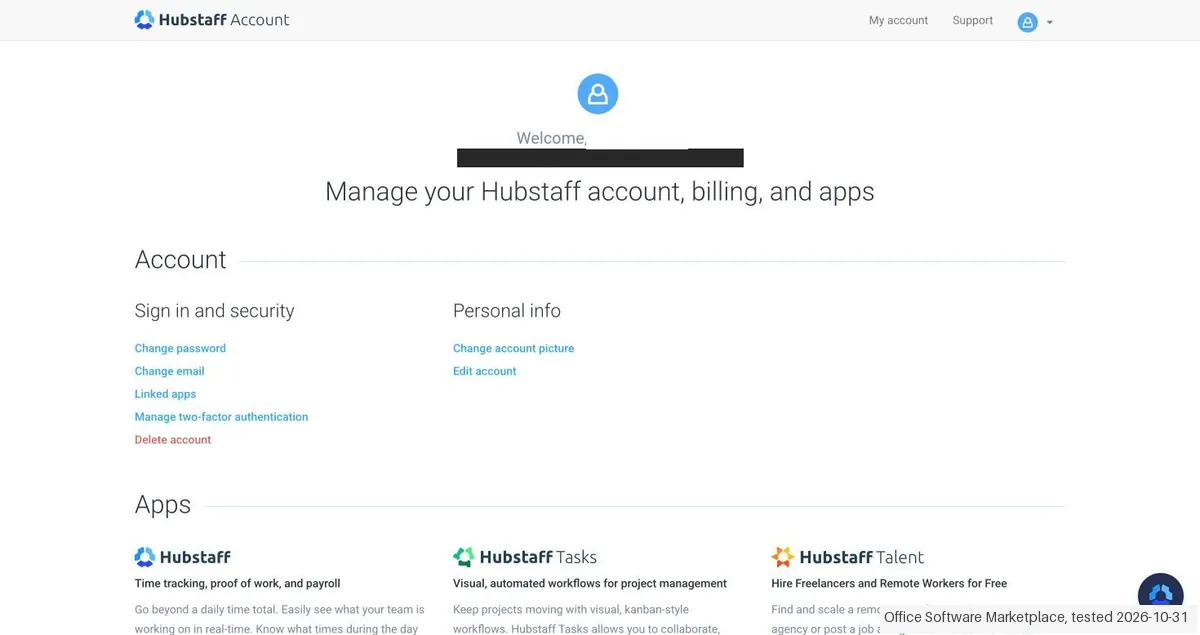 Hubstaff Account
My account
Support
Welcome,
Manage your Hubstaff account, billing, and apps
Account
Sign in and security
Change password
Change email
Linked apps
Manage two-factor authentication
Delete account
Personal info
Change account picture
Edit account
Apps
Hubstaff
Time tracking, proof of work, and payroll
Go beyond a daily time total. Easily see what your team is
working on in real-time. Know what times during the day
Hubstaff Tasks
Visual, automated workflows for project management
Keep projects moving with visual, kanban-style
workflows. Hubstaff Tasks allows you to collaborate,
Hubstaff Talent
Hire Freelancers and Remote Workers for Free
Find and scale a
agency or post a job
Office Software Marketplace, tested 2026-10-31